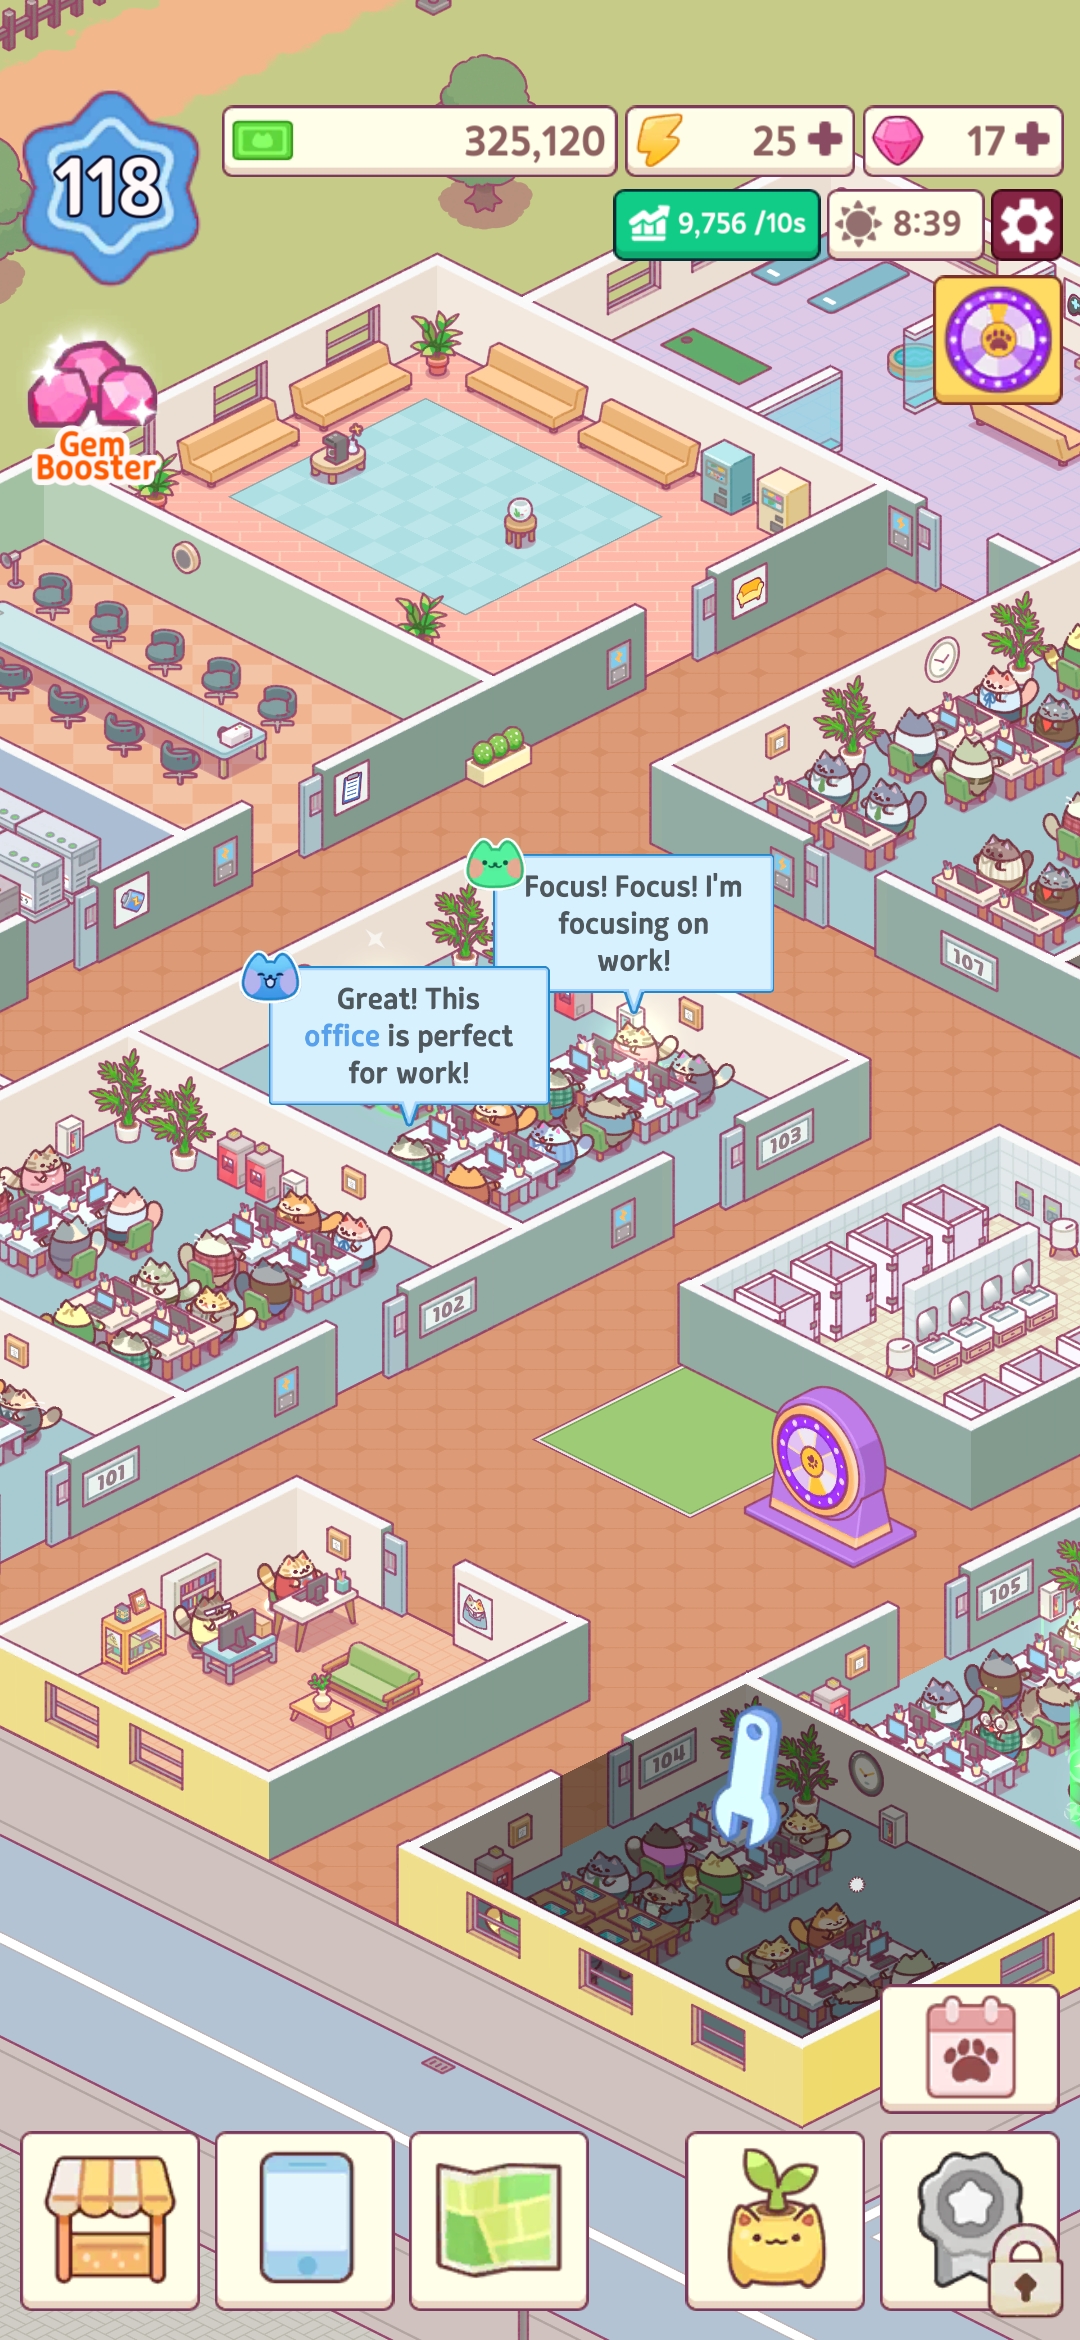 118
325,120
25
17
9,756 /10s
8:39
Gem
Booster
Focus! Focus! I'm
focusing on
work!
107
Great! This
office is perfect
for work!
103
102
101
105
104